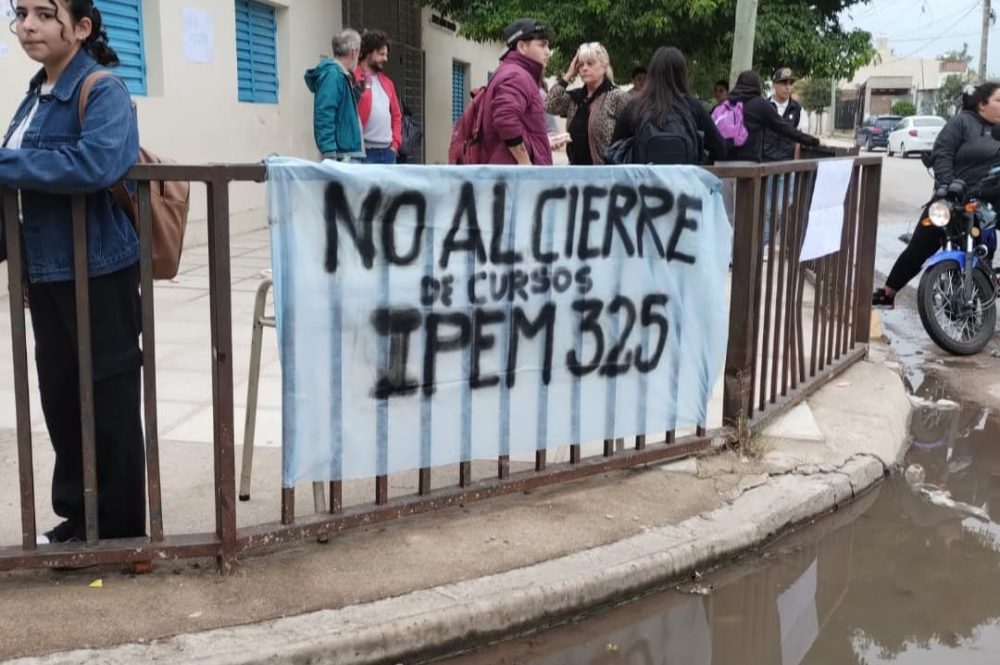 NO AL CIERRE
DE CURSOS
IPEM 325